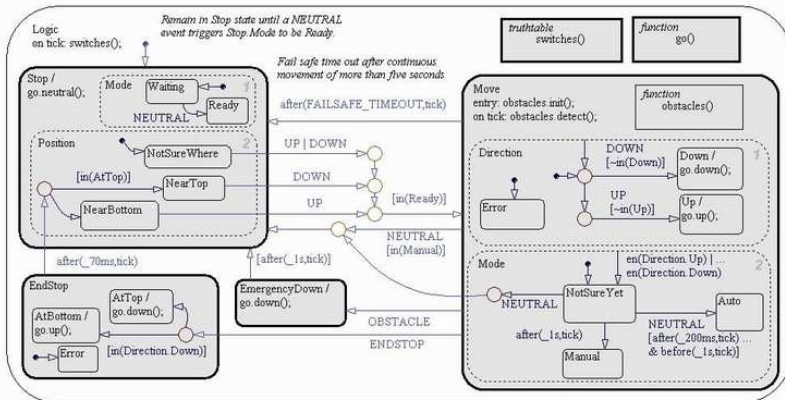 Logic
on tick: switches();
Remain in Stop state until a NEUTRAL
event triggers Stop.Mode to be Ready.
truthtable
switches()
function
go()
Fail safe time out after continuous
movement of more than five seconds
Stop /
go.neutral();
Mode
1
Waiting
Ready
NEUTRAL
after(FAILSAFE_TIMEOUT,tick)
Position
2
NotSureWhere
UP | DOWN
[in(AtTop)]
NearTop
DOWN
NearBottom
UP
[in(Ready)]
NEUTRAL
[in(Manual)]
Move
entry: obstacles.init();
on tick: obstacles.detect();
function
obstacles()
Direction
1
DOWN
[~in(Down)]
Down /
go.down();
UP
[~in(Up)]
Up /
go.up();
Error
Mode
2
en(Direction.Up) | ...
en(Direction.Down)
NotSureYet
NEUTRAL
Auto
after(_1s,tick)
NEUTRAL
[after(_200ms,tick) ...
& before(_1s,tick)]
Manual
after(_70ms,tick)
[after(_1s,tick)]
EndStop
AtTop /
go.down();
AtBottom /
go.up();
Error
[in(Direction.Down)]
EmergencyDown /
go.down();
OBSTACLE
ENDSTOP